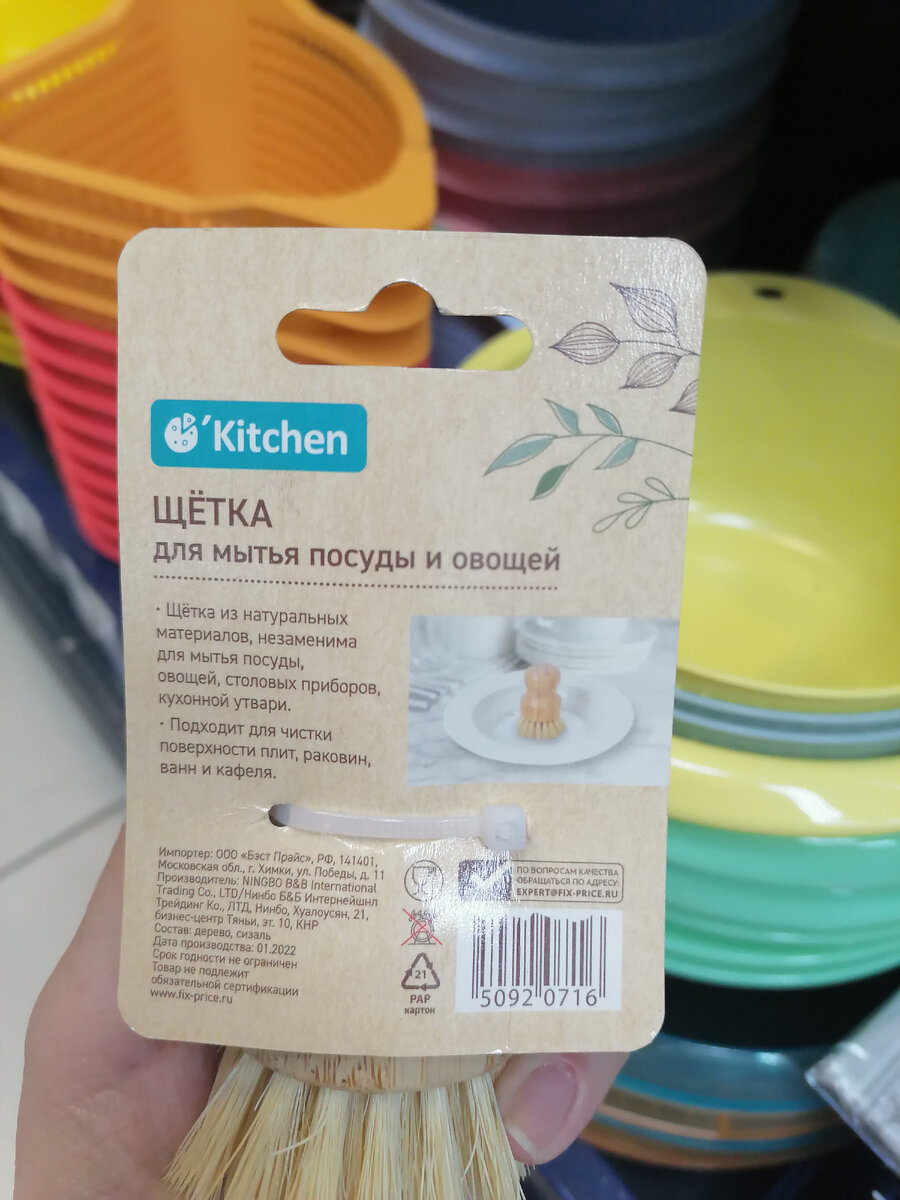 'Kitchen
ЩЁТКА
для мытья посуды и овощей
· Щётка из натуральных
материалов, незаменима
для мытья посуды,
овощей, столовых приборов,
кухонной утвари.
· Подходит для чистки
поверхности плит, раковин,
ванн и кафеля.
Импортер: ООО «Бэст Прайс», РФ, 141401,
Московская обл., г. Химки, ул. Победы, д. 11
Производитель: NINGBO B&B International
Trading Co., LTD/Нинбо Б&Б Интернейшнл
Трейдинг Ко., ЛТД, Нинбо, Хуалоусян, 21,
бизнес-центр Тяньи, эт. 10, КНР
Состав: дерево, сизаль
Дата производства: 01.2022
Срок годности не ограничен
Товар не подлежит
обязательной сертификации
www.fix-price.ru
21
PAP
картон
ПО ВОПРОСАМ КАЧЕСТВА
ОБРАЩАТЬСЯ ПО АДРЕСУ:
EXPERT@FIX-PRICE.RU
5092 0716